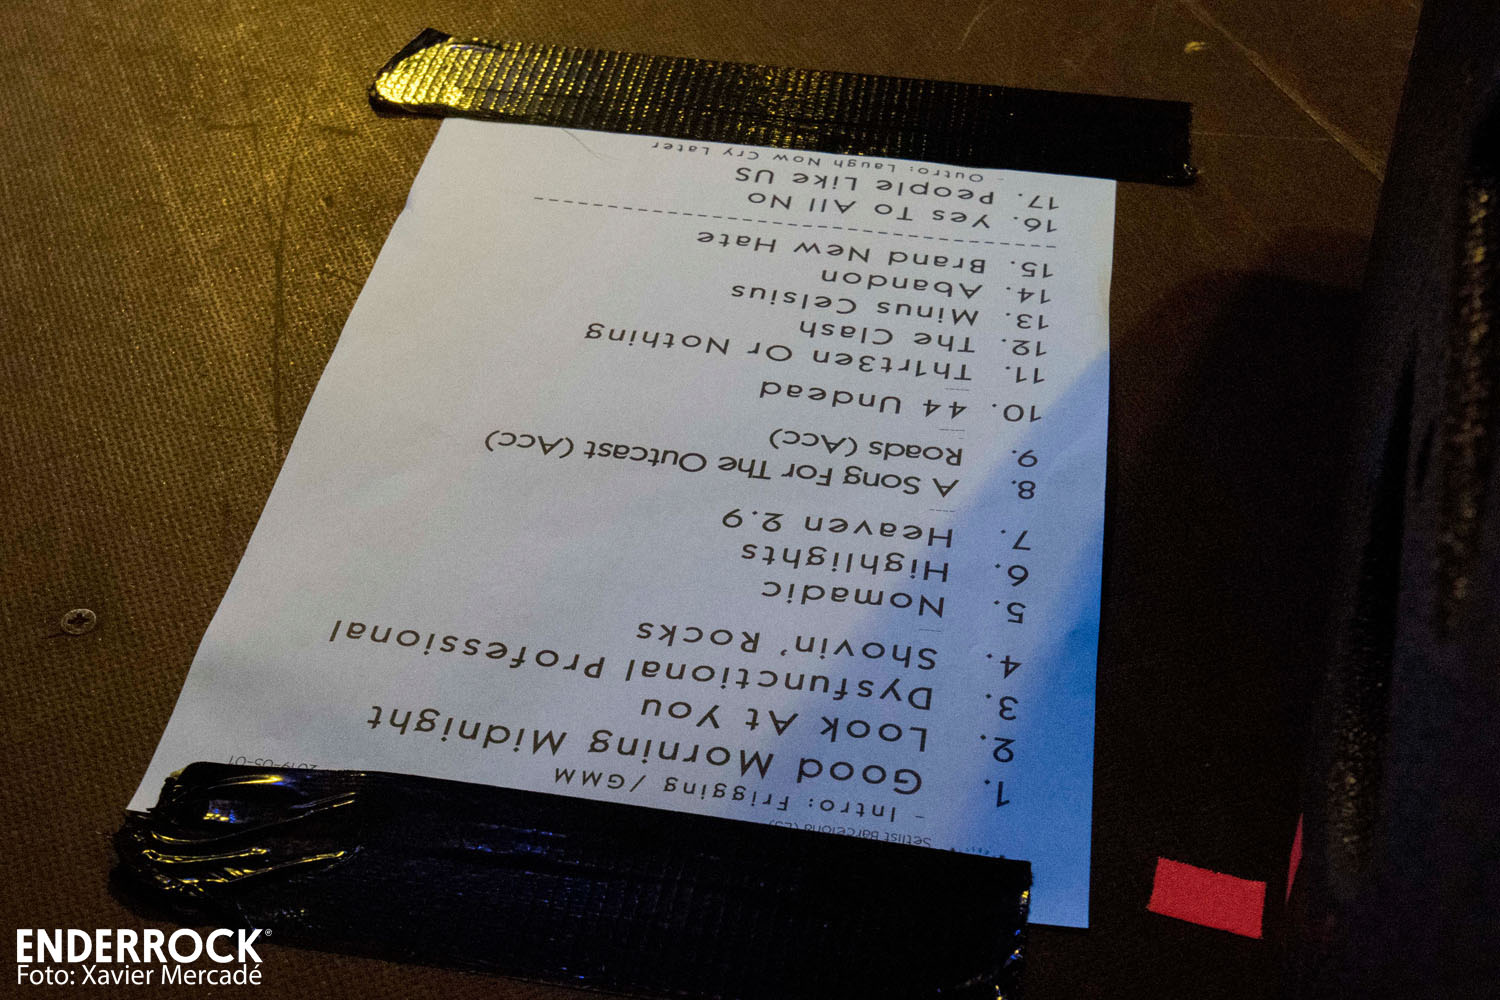 Setlist Barcelona (ES)
2019-05-01
- Intro: Frigging / GMM
1. Good Morning Midnight
2. Look At You
3. Dysfunctional Professional
4. Shovin' Rocks
5. Nomadic
6. Highlights
7. Heaven 2.9
8. A Song For The Outcast (Acc)
9. Roads (Acc)
10. 44 Undead
11. Th1rt3en Or Nothing
12. The Clash
13. Minus Celsius
14. Abandon
15. Brand New Hate
16. Yes To All No
17. People Like US
- Outro: Laugh Now Cry Later
ENDERROCK®
Foto: Xavier Mercadé